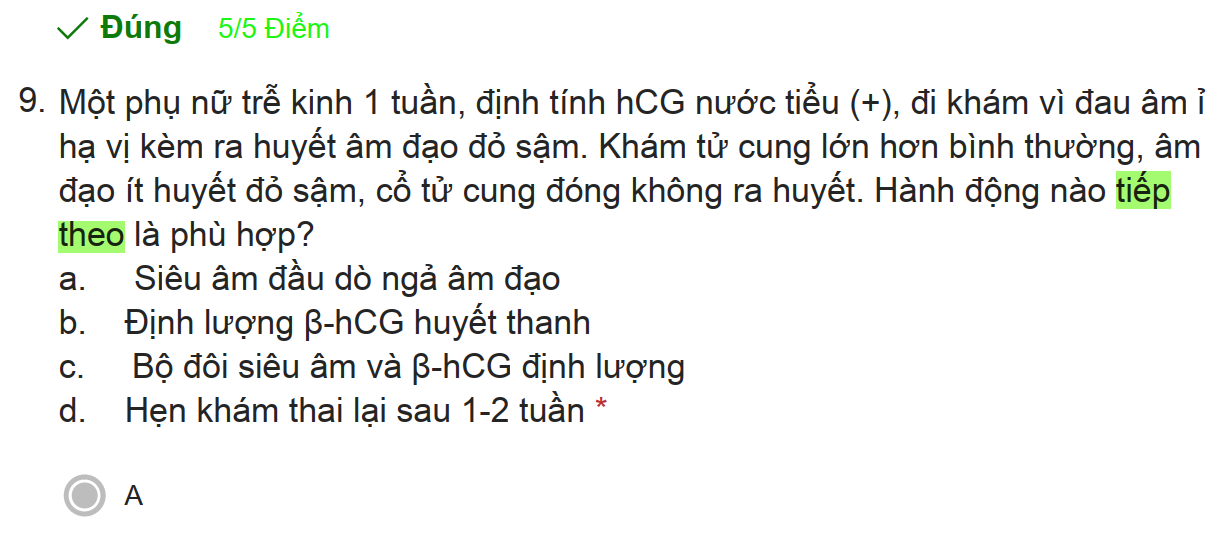 ✓ Đúng 5/5 Điểm
9. Một phụ nữ trễ kinh 1 tuần, định tính hCG nước tiểu (+), đi khám vì đau âm ỉ
hạ vị kèm ra huyết âm đạo đỏ sậm. Khám tử cung lớn hơn bình thường, âm
đạo ít huyết đỏ sậm, cổ tử cung đóng không ra huyết. Hành động nào tiếp
theo là phù hợp?
a. Siêu âm đầu dò ngả âm đạo
b. Định lượng β-hCG huyết thanh
c. Bộ đôi siêu âm và β-hCG định lượng
d. Hẹn khám thai lại sau 1-2 tuần *
A